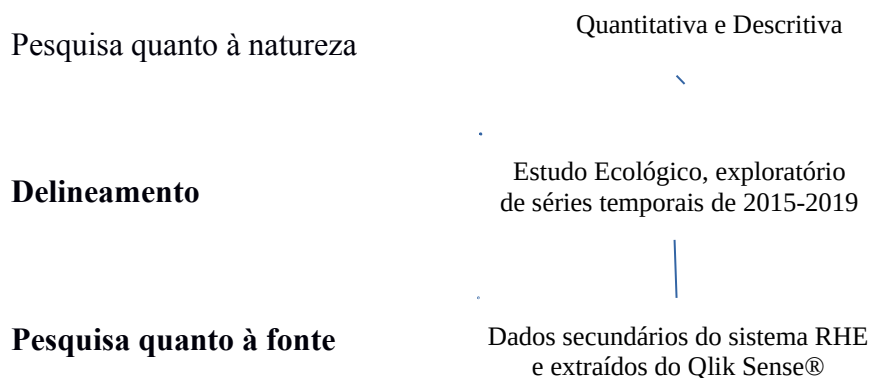 Pesquisa quanto à natureza
Quantitativa e Descritiva
Delineamento
Estudo Ecológico, exploratório
de séries temporais de 2015-2019
Pesquisa quanto à fonte
Dados secundários do sistema RHE
e extraídos do Qlik Sense®